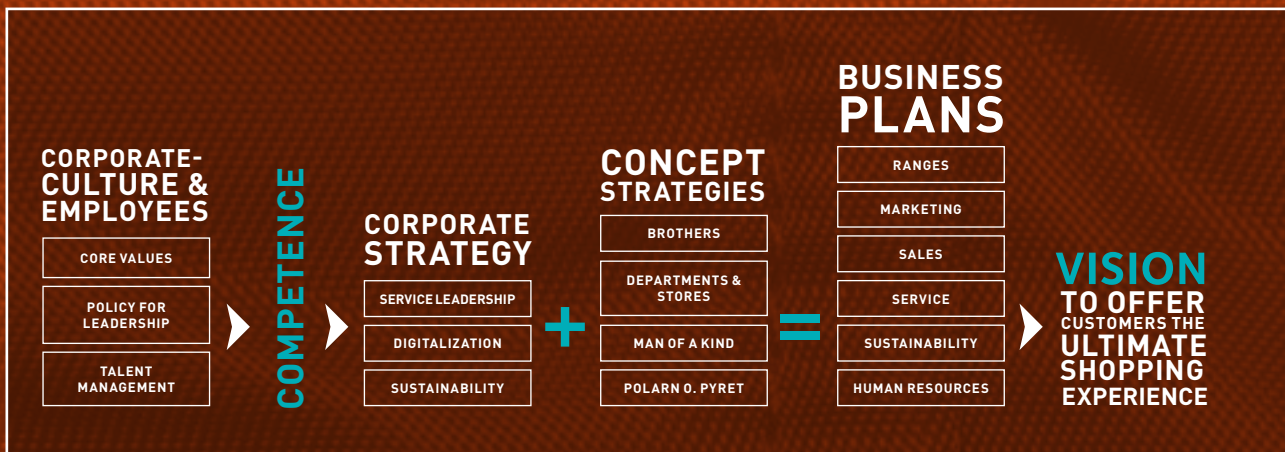 CORPORATE-
CULTURE &
EMPLOYEES
CORE VALUES
POLICY FOR
LEADERSHIP
TALENT
MANAGEMENT
COMPETENCE
CORPORATE
STRATEGY
SERVICE LEADERSHIP
DIGITALIZATION
SUSTAINABILITY
+
CONCEPT
STRATEGIES
BROTHERS
DEPARTMENTS &
STORES
MAN OF A KIND
POLARN O. PYRET
=
BUSINESS
PLANS
RANGES
MARKETING
SALES
SERVICE
SUSTAINABILITY
HUMAN RESOURCES
VISION
TO OFFER
CUSTOMERS THE
ULTIMATE
SHOPPING
EXPERIENCE